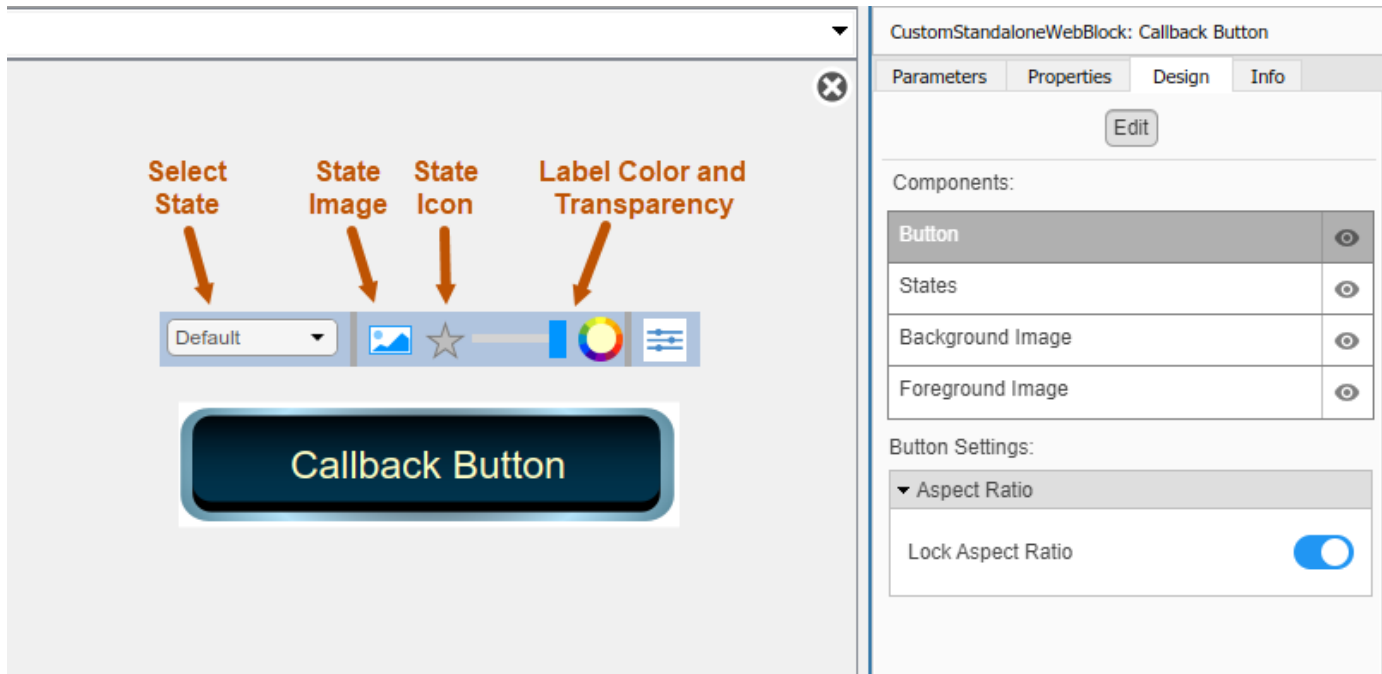 CustomStandaloneWebBlock: Callback Button
Parameters Properties Design Info
Edit
Select State
State Image
State Icon
Label Color and Transparency
Default
Callback Button
Components:
Button
States
Background Image
Foreground Image
Button Settings:
Aspect Ratio
Lock Aspect Ratio